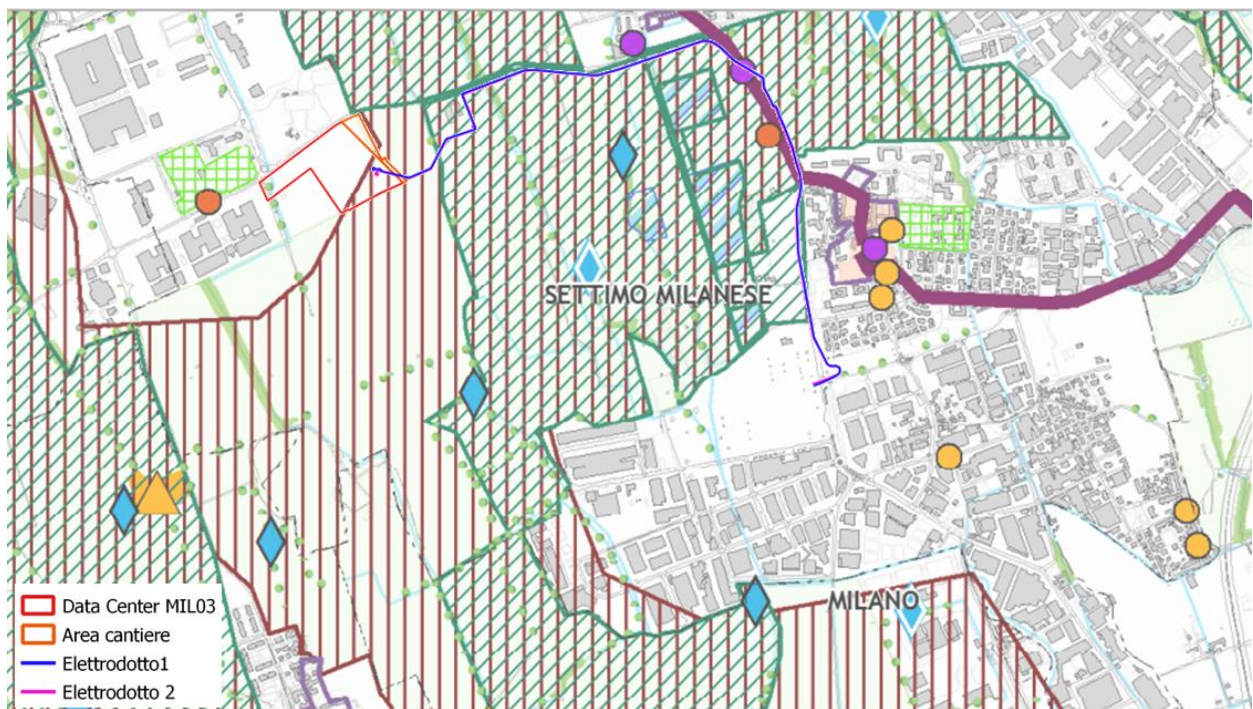 SETTIMO MILANESE
MILANO
Data Center MIL03
Area cantiere
Elettrodotto1
Elettrodotto 2